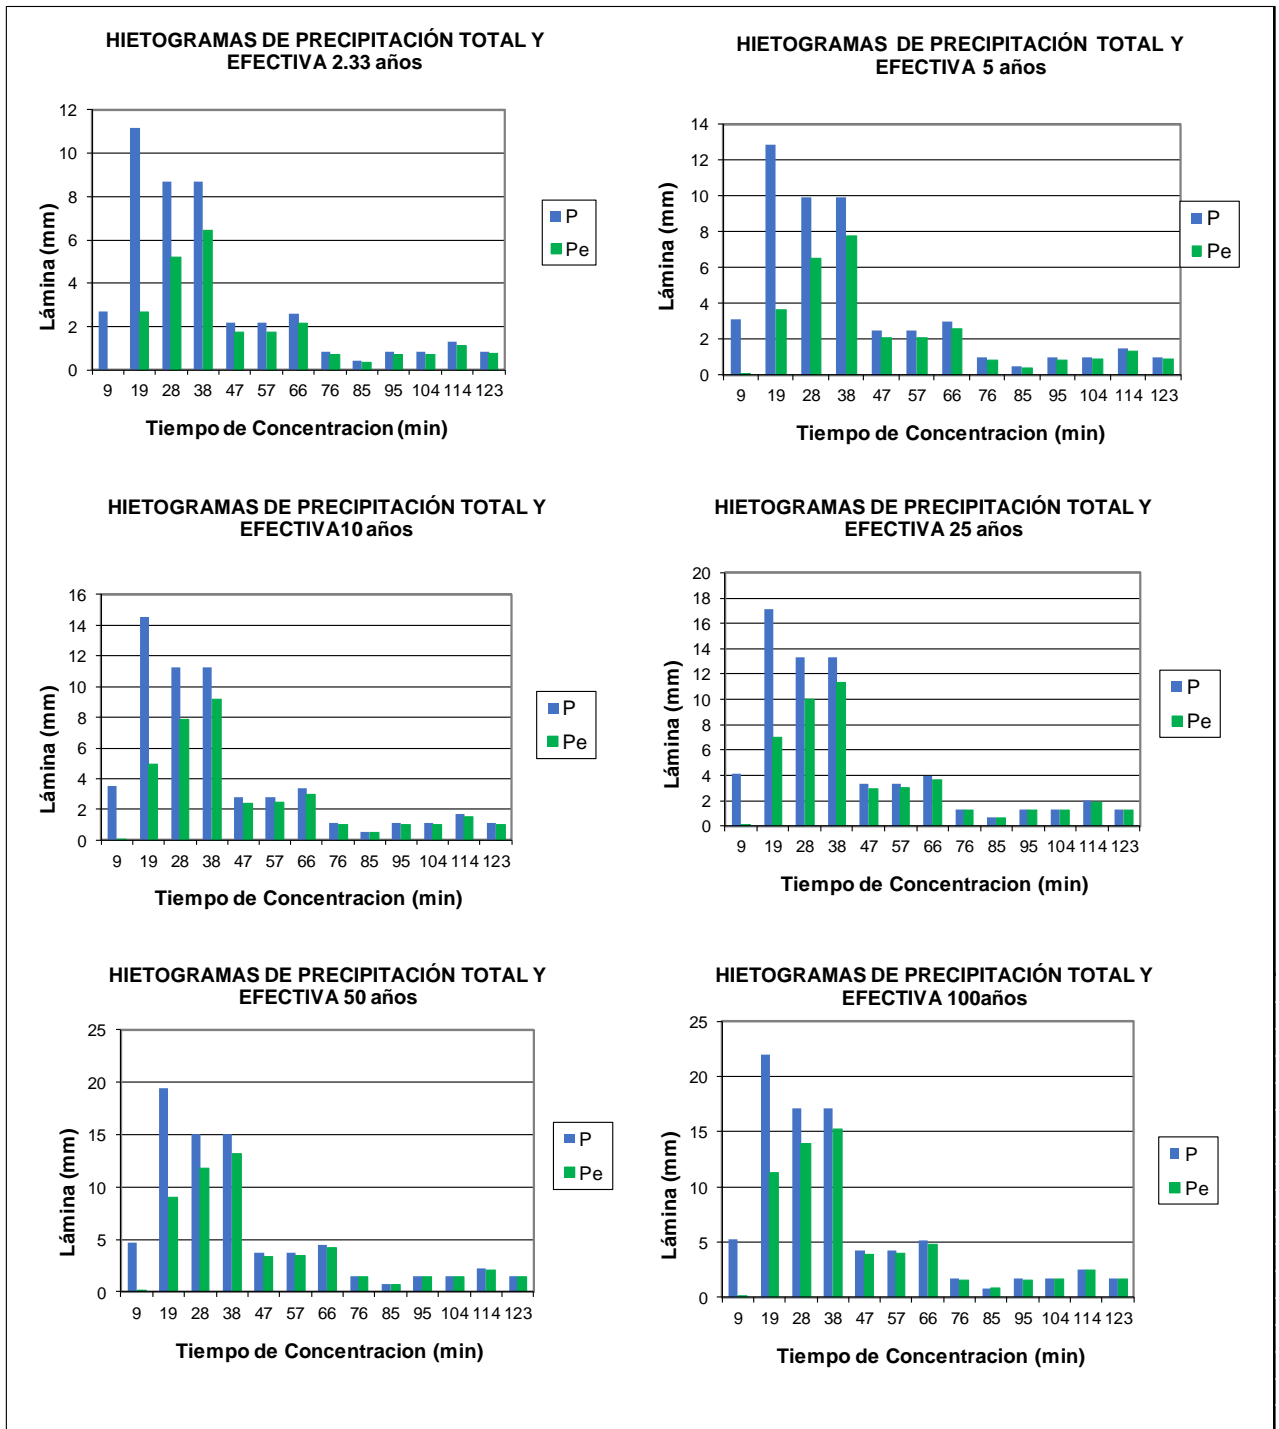 HIETOGRAMAS DE PRECIPITACIÓN TOTAL Y
EFECTIVA 2.33 años
12
10
8
6
4
2
0
Lámina (mm)
9 19 28 38 47 57 66 76 85 95 104 114 123
Tiempo de Concentracion (min)
P
Pe
HIETOGRAMAS DE PRECIPITACIÓN TOTAL Y
EFECTIVA 5 años
14
12
10
8
6
4
2
0
Lámina (mm)
9 19 28 38 47 57 66 76 85 95 104 114 123
Tiempo de Concentracion (min)
P
Pe
HIETOGRAMAS DE PRECIPITACIÓN TOTAL Y
EFECTIVA10 años
16
14
12
10
8
6
4
2
0
Lámina (mm)
9 19 28 38 47 57 66 76 85 95 104 114 123
Tiempo de Concentracion (min)
P
Pe
HIETOGRAMAS DE PRECIPITACIÓN TOTAL Y
EFECTIVA 25 años
20
18
16
14
12
10
8
6
4
2
0
Lámina (mm)
9 19 28 38 47 57 66 76 85 95 104 114 123
Tiempo de Concentracion (min)
P
Pe
HIETOGRAMAS DE PRECIPITACIÓN TOTAL Y
EFECTIVA 50 años
25
20
15
10
5
0
Lámina (mm)
9 19 28 38 47 57 66 76 85 95 104 114 123
Tiempo de Concentracion (min)
P
Pe
HIETOGRAMAS DE PRECIPITACIÓN TOTAL Y
EFECTIVA 100años
25
20
15
10
5
0
Lámina (mm)
9 19 28 38 47 57 66 76 85 95 104 114 123
Tiempo de Concentracion (min)
P
Pe